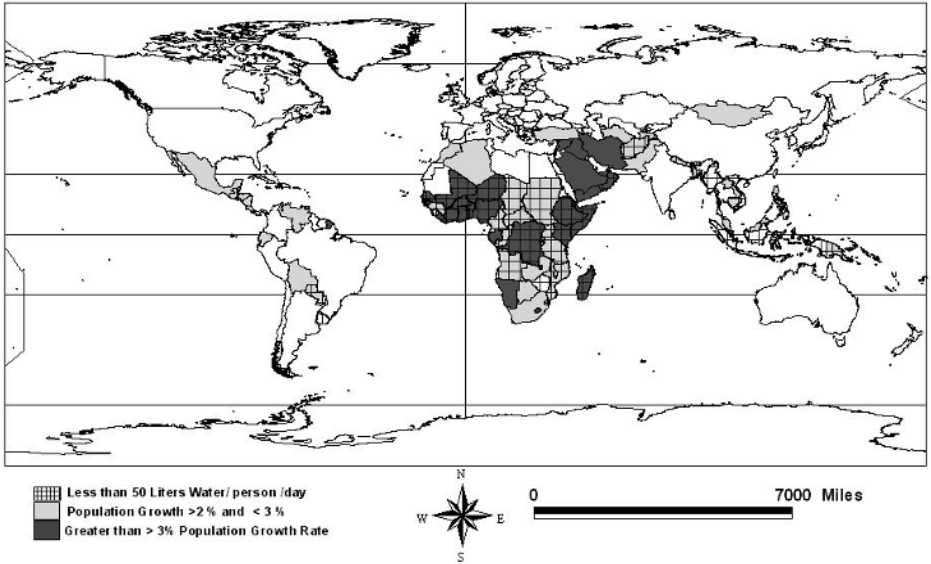 Less than 50 Liters Water/ person /day
Population Growth >2 % and < 3 %
Greater than > 3% Population Growth Rate
N
W E
S
0 7000 Miles